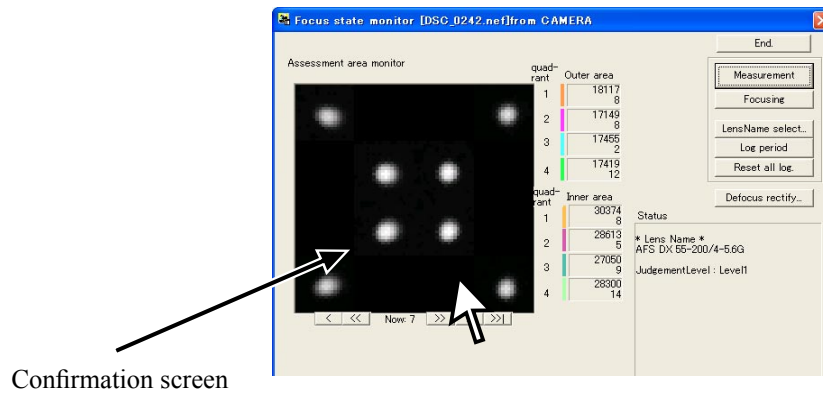 Focus state monitor [DSC_0242.nef]from CAMERA
End.
Assessment area monitor
quad-
rant
Outer area
1
18117
8
2
17149
8
3
17455
2
4
17419
12
quad-
rant
Inner area
1
30374
8
2
28613
5
3
27050
9
4
28300
14
Measurement
Focusing
LensName select...
Log period
Reset all log.
Defocus rectify...
Status
* Lens Name *
AFS DX 55-200/4-5.6G
JudgementLevel : Level1
< << Now: 7 >> >>|
Confirmation screen